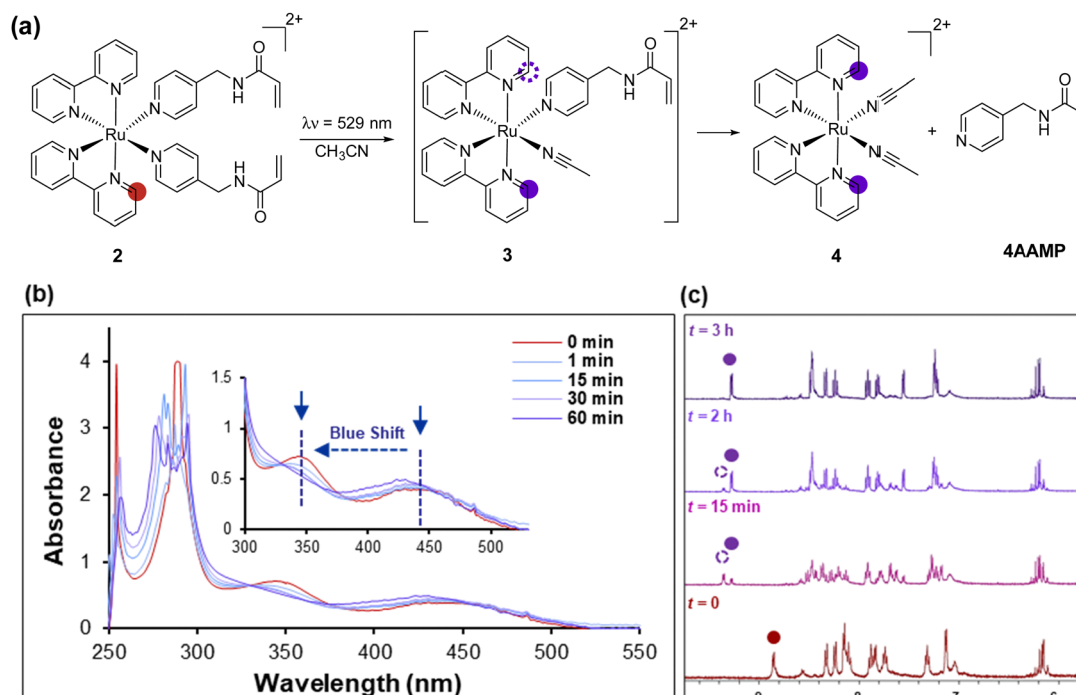 (a)
2+
2+
2+
O
N
N
N
N
H
N
N
Ru
N
N
N
H
O
λν = 529 nm
CH₃CN
O
N
N
N
N
H
N
Ru
N
N
N
O
N
N
N
N
Ru
N
N
N
+
N
N
H
2
3
4
4AAMP
(b)
(c)
4
3
2
1
0
250
300
350
400
450
500
550
Absorbance
Wavelength (nm)
0 min
1 min
15 min
30 min
60 min
1.5
1
0.5
0
300
350
400
450
500
Blue Shift
t = 3 h
t = 2 h
t = 15 min
t = 0